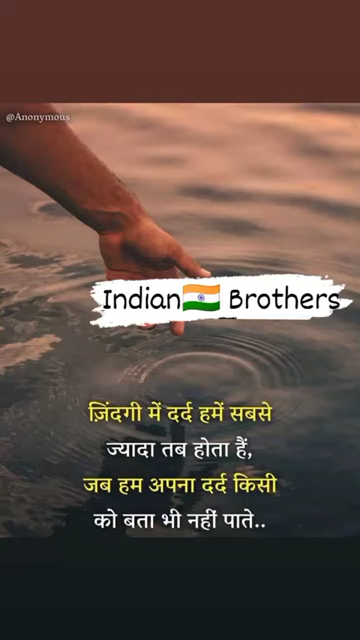 @Anonymous
Indian🇮🇳 Brothers
ज़िंदगी में दर्द हमें सबसे
ज्यादा तब होता हैं,
जब हम अपना दर्द किसी
को बता भी नहीं पाते..